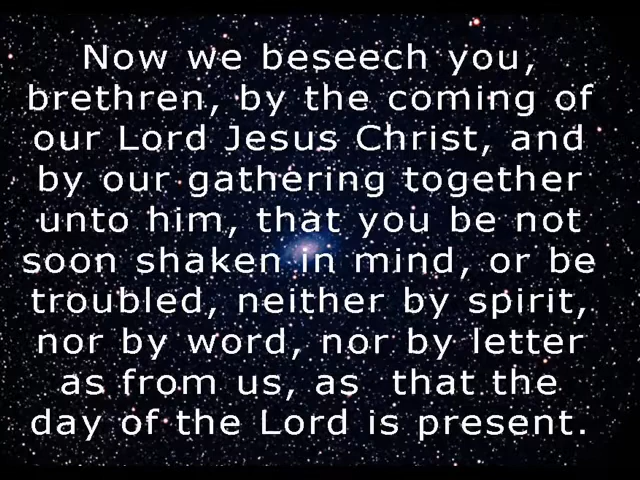 Now we beseech you,
brethren, by the coming of
our Lord Jesus Christ, and
by our gathering together
unto him, that you be not
soon shaken in mind, or be
troubled, neither by spirit,
nor by word, nor by letter
as from us, as  that the
day of the Lord is present.